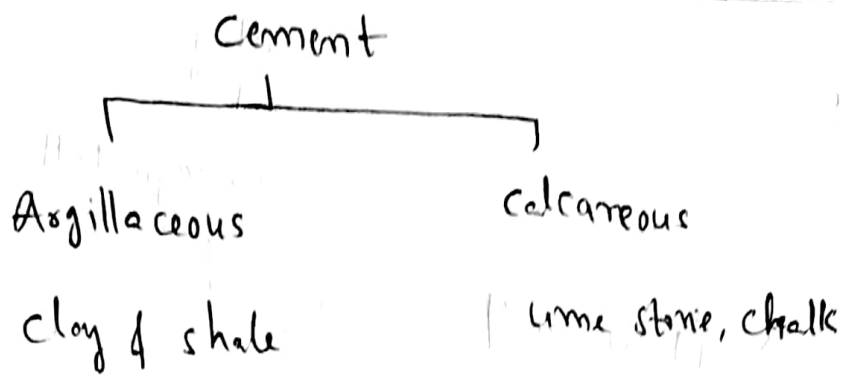 Cement
Argillaceous
Calcareous
Clay & shale
Lime stone, Chalk